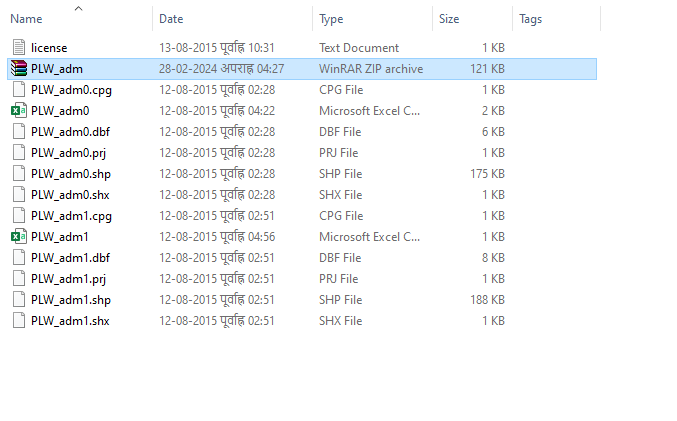 Name Date Type Size Tags
license 13-08-2015 पूर्वाह्न 10:31 Text Document 1 KB
PLW_adm 28-02-2024 अपराह्न 04:27 WinRAR ZIP archive 121 KB
PLW_adm0.cpg 12-08-2015 पूर्वाह्न 02:28 CPG File 1 KB
PLW_adm0 12-08-2015 पूर्वाह्न 04:22 Microsoft Excel C... 2 KB
PLW_adm0.dbf 12-08-2015 पूर्वाह्न 02:28 DBF File 6 KB
PLW_adm0.prj 12-08-2015 पूर्वाह्न 02:28 PRJ File 1 KB
PLW_adm0.shp 12-08-2015 पूर्वाह्न 02:28 SHP File 175 KB
PLW_adm0.shx 12-08-2015 पूर्वाह्न 02:28 SHX File 1 KB
PLW_adm1.cpg 12-08-2015 पूर्वाह्न 02:51 CPG File 1 KB
PLW_adm1 12-08-2015 पूर्वाह्न 04:56 Microsoft Excel C... 1 KB
PLW_adm1.dbf 12-08-2015 पूर्वाह्न 02:51 DBF File 8 KB
PLW_adm1.prj 12-08-2015 पूर्वाह्न 02:51 PRJ File 1 KB
PLW_adm1.shp 12-08-2015 पूर्वाह्न 02:51 SHP File 188 KB
PLW_adm1.shx 12-08-2015 पूर्वाह्न 02:51 SHX File 1 KB